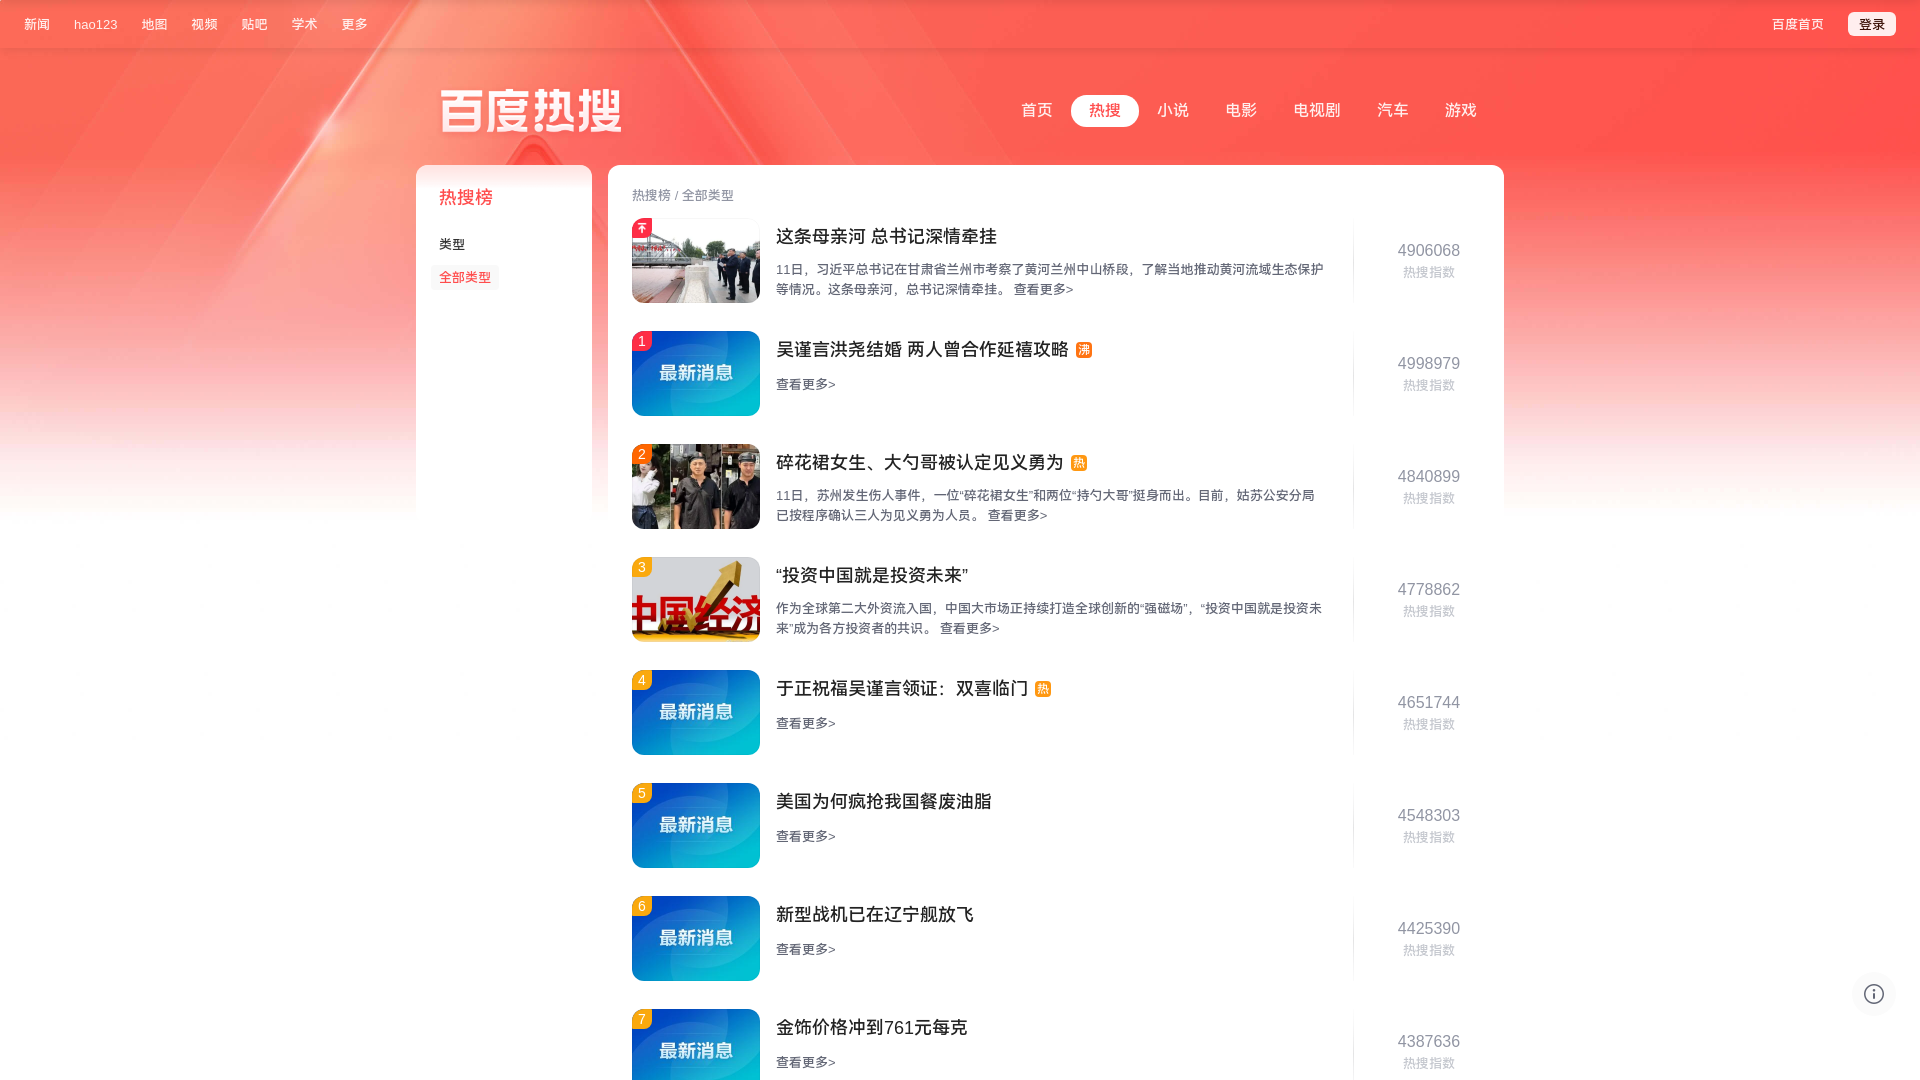 新闻 hao123 地图 视频 贴吧 学术 更多 百度首页 登录
百度热搜
首页 热搜 小说 电影 电视剧 汽车 游戏
热搜榜
类型
全部类型
热搜榜 / 全部类型
这条母亲河 总书记深情牵挂
11日，习近平总书记在甘肃省兰州市考察了黄河兰州中山桥段，了解当地推动黄河流域生态保护
等情况。这条母亲河，总书记深情牵挂。 查看更多>
4906068
热搜指数
1
最新消息
吴谨言洪尧结婚 两人曾合作延禧攻略 沸
查看更多>
4998979
热搜指数
2
碎花裙女生、大勺哥被认定见义勇为 热
11日，苏州发生伤人事件，一位“碎花裙女生”和两位“持勺大哥”挺身而出。目前，姑苏公安分局
已按程序确认三人为见义勇为人员。 查看更多>
4840899
热搜指数
3
中国经济
“投资中国就是投资未来”
作为全球第二大外资流入国，中国大市场正持续打造全球创新的“强磁场”，“投资中国就是投资未
来”成为各方投资者的共识。 查看更多>
4778862
热搜指数
4
最新消息
于正祝福吴谨言领证：双喜临门 热
查看更多>
4651744
热搜指数
5
最新消息
美国为何疯抢我国餐废油脂
查看更多>
4548303
热搜指数
6
最新消息
新型战机已在辽宁舰放飞
查看更多>
4425390
热搜指数
7
最新消息
金饰价格冲到761元每克
查看更多>
4387636
热搜指数